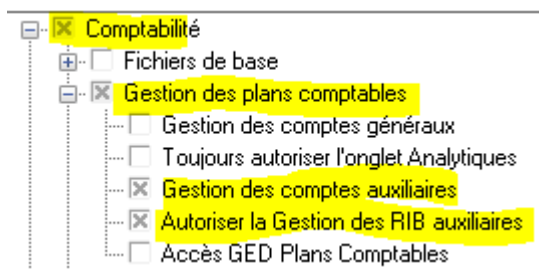 Comptabilité
Fichiers de base
Gestion des plans comptables
Gestion des comptes généraux
Toujours autoriser l'onglet Analytiques
Gestion des comptes auxiliaires
Autoriser la Gestion des RIB auxiliaires
Accès GED Plans Comptables